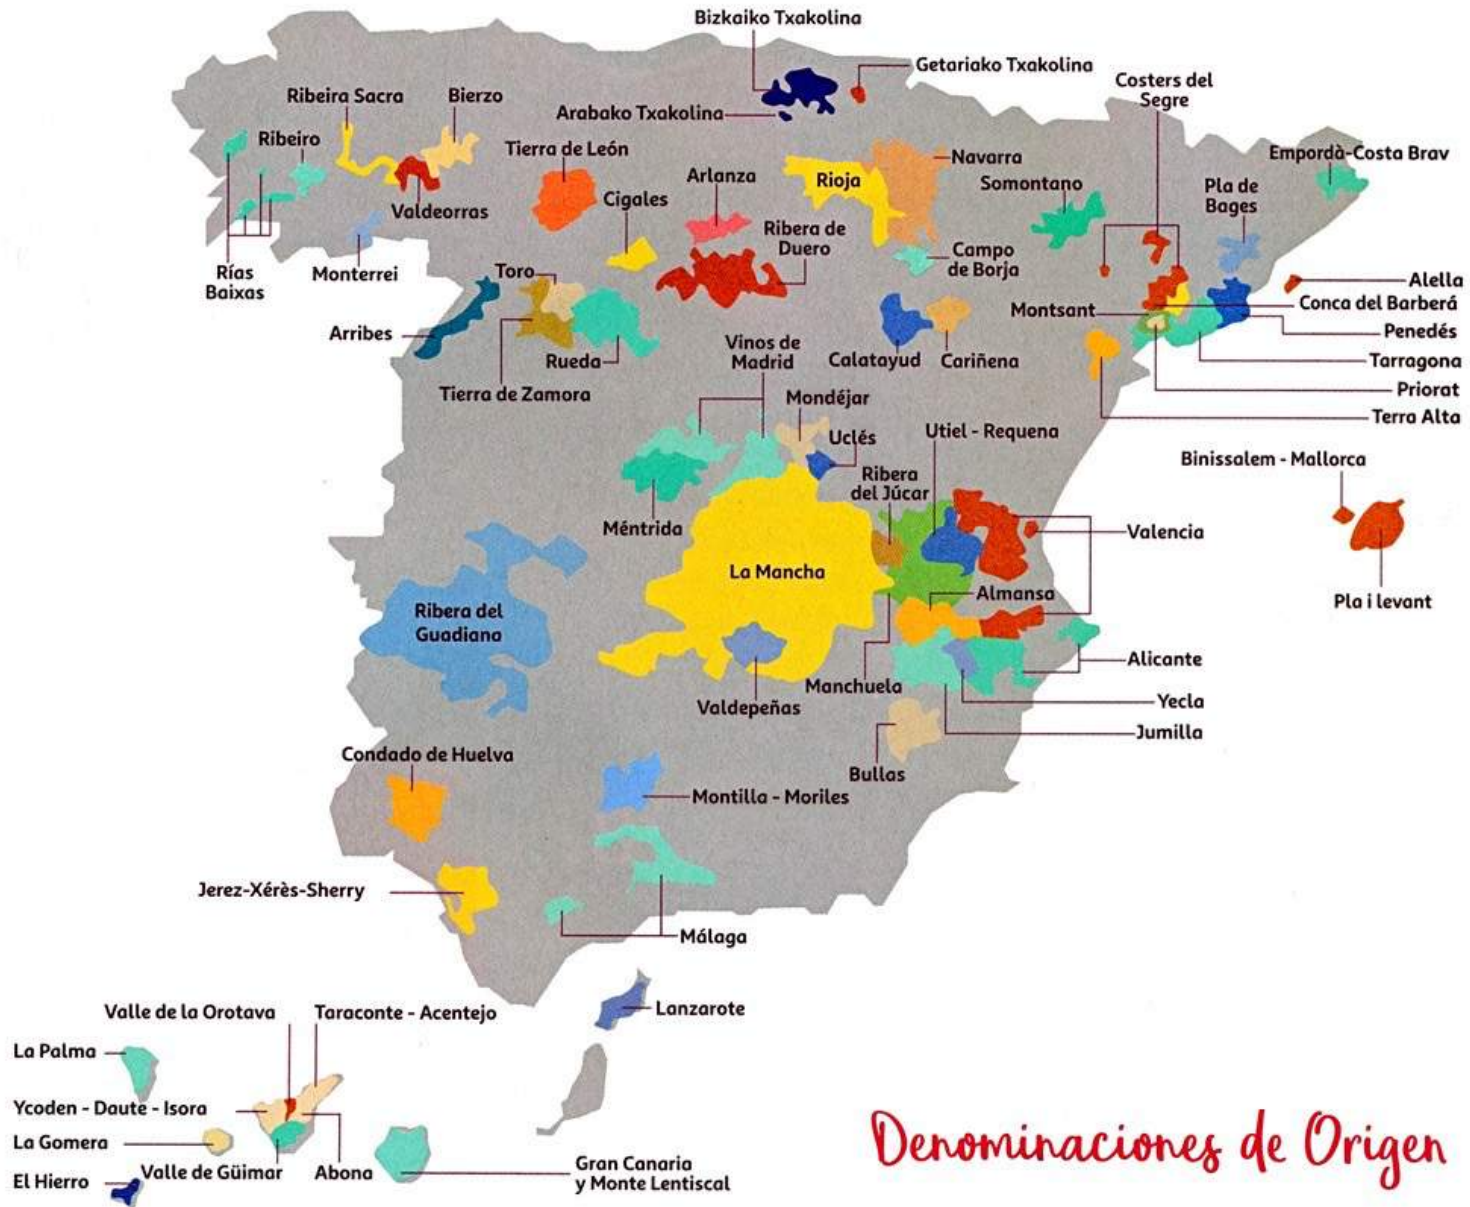 Bizkaiko Txakolina
Getariako Txakolina
Costers del
Segre
Ribeira Sacra
Bierzo
Arabako Txakolina
Ribeiro
Tierra de León
Navarra
Empordà-Costa Brav
Arlanza
Rioja
Somontano
Pla de
Bages
Cigales
Valdeorras
Ribera de
Duero
Campo
de Borja
Rías
Baixas
Monterrei
Toro
Alella
Conca del Barberá
Montsant
Arribes
Penedés
Vinos de
Madrid
Rueda
Calatayud
Cariñena
Tarragona
Tierra de Zamora
Mondéjar
Priorat
Terra Alta
Uclés
Utiel - Requena
Binissalem - Mallorca
Ribera
del Júcar
Méntrida
Valencia
La Mancha
Almansa
Pla i levant
Ribera del
Guadiana
Alicante
Manchuela
Valdepeñas
Yecla
Jumilla
Condado de Huelva
Bullas
Montilla - Moriles
Jerez-Xérès-Sherry
Málaga
Lanzarote
Valle de la Orotava
Taraconte - Acentejo
La Palma
Ycoden - Daute - Isora
La Gomera
Valle de Güimar
Abona
Gran Canaria
y Monte Lentiscal
El Hierro
Denominaciones de Origen